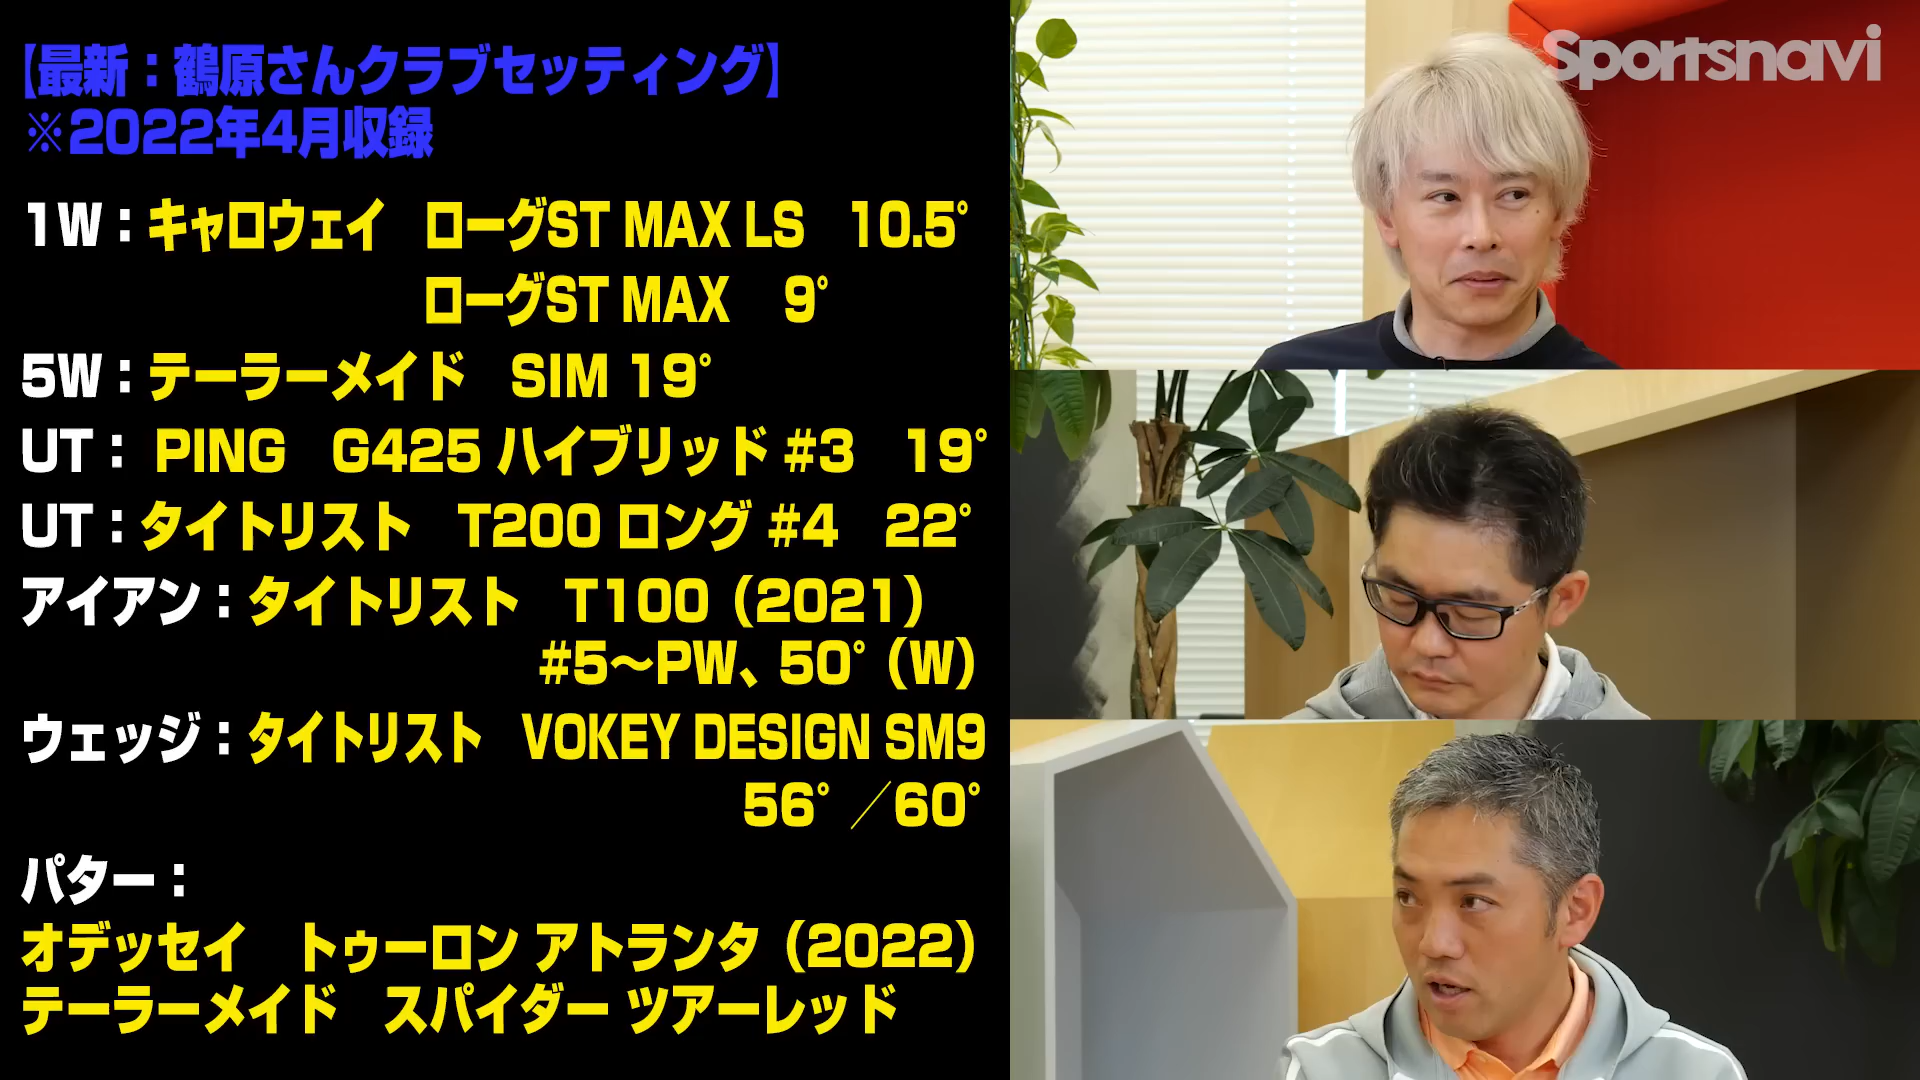 【最新：鶴原さんクラブセッティング】
※2022年4月収録
1W：キャロウェイ ローグST MAX LS 10.5°
ローグST MAX 9°
5W：テーラーメイド SIM 19°
UT： PING G425 ハイブリッド #3 19°
UT：タイトリスト T200 ロング #4 22°
アイアン：タイトリスト T100（2021）
#5〜PW、50°（W）
ウェッジ：タイトリスト VOKEY DESIGN SM9
56°／60°
パター：
オデッセイ トゥーロン アトランタ（2022）
テーラーメイド スパイダー ツアーレッド
Sportsnavi